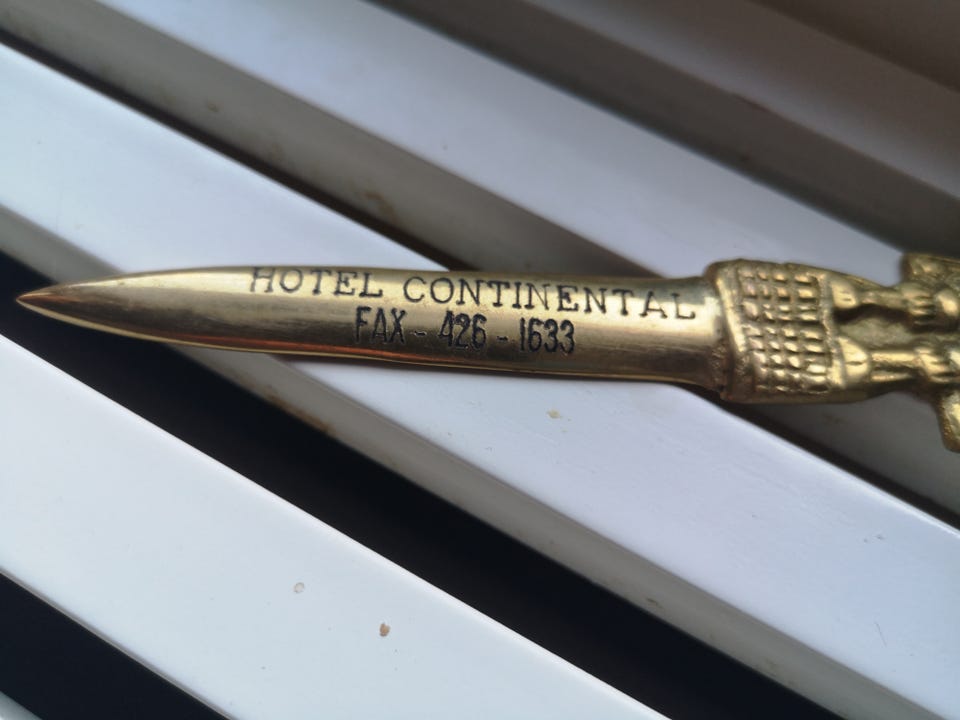 HOTEL CONTINENTAL
FAX - 426 - 1633